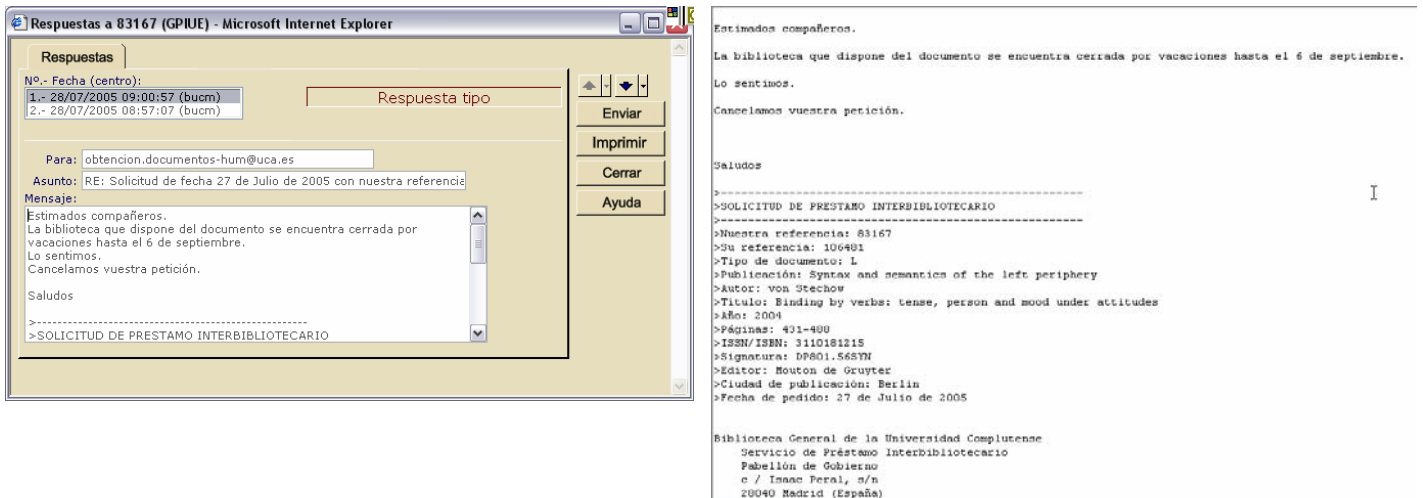 Respuestas a 83167 (GPIUE) - Microsoft Internet Explorer
Respuestas
Nº.- Fecha (centro):
1.- 28/07/2005 09:00:57 (bucm)
2.- 28/07/2005 08:57:07 (bucm)
Respuesta tipo
Para: obtencion.documentos-hum@uca.es
Asunto: RE: Solicitud de fecha 27 de Julio de 2005 con nuestra referencia
Mensaje:
Estimados compañeros.
La biblioteca que dispone del documento se encuentra cerrada por
vacaciones hasta el 6 de septiembre.
Lo sentimos.
Cancelamos vuestra petición.
Saludos
>--------------------------------------------------
>SOLICITUD DE PRESTAMO INTERBIBLIOTECARIO
Enviar
Imprimir
Cerrar
Ayuda
Estimados compañeros.
La biblioteca que dispone del documento se encuentra cerrada por vacaciones hasta el 6 de septiembre.
Lo sentimos.
Cancelamos vuestra petición.
Saludos
>--------------------------------------------------
>SOLICITUD DE PRESTAMO INTERBIBLIOTECARIO
>--------------------------------------------------
>Nuestra referencia: 83167
>Su referencia: 106481
>Tipo de documento: L
>Publicación: Syntax and semantics of the left periphery
>Autor: von Stechow
>Titulo: Binding by verbs: tense, person and mood under attitudes
>Año: 2004
>Páginas: 431-488
>ISSN/ISBN: 3110181215
>Signatura: DP801.56SYN
>Editor: Mouton de Gruyter
>Ciudad de publicación: Berlin
>Fecha de pedido: 27 de Julio de 2005
Biblioteca General de la Universidad Complutense
Servicio de Préstamo Interbibliotecario
Pabellón de Gobierno
c / Isaac Peral, s/n
28040 Madrid (España)